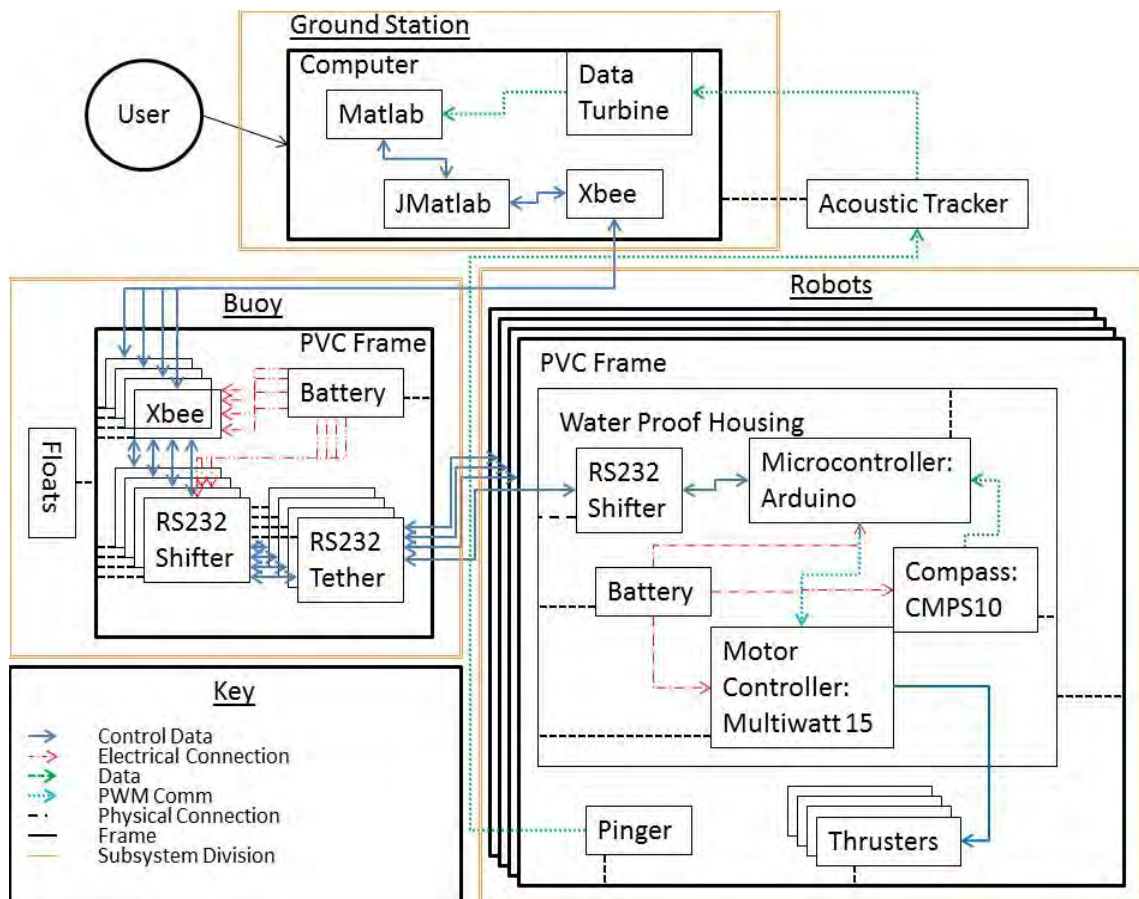 Ground Station
Computer
User
Matlab
Data
Turbine
JMatlab
Xbee
Acoustic Tracker
Buoy
PVC Frame
Xbee
Battery
Floats
RS232
Shifter
RS232
Tether
Robots
PVC Frame
Water Proof Housing
RS232
Shifter
Microcontroller:
Arduino
Battery
Compass:
CMPS10
Motor
Controller:
Multiwatt 15
Pinger
Thrusters
Key
Control Data
Electrical Connection
Data
PWM Comm
Physical Connection
Frame
Subsystem Division